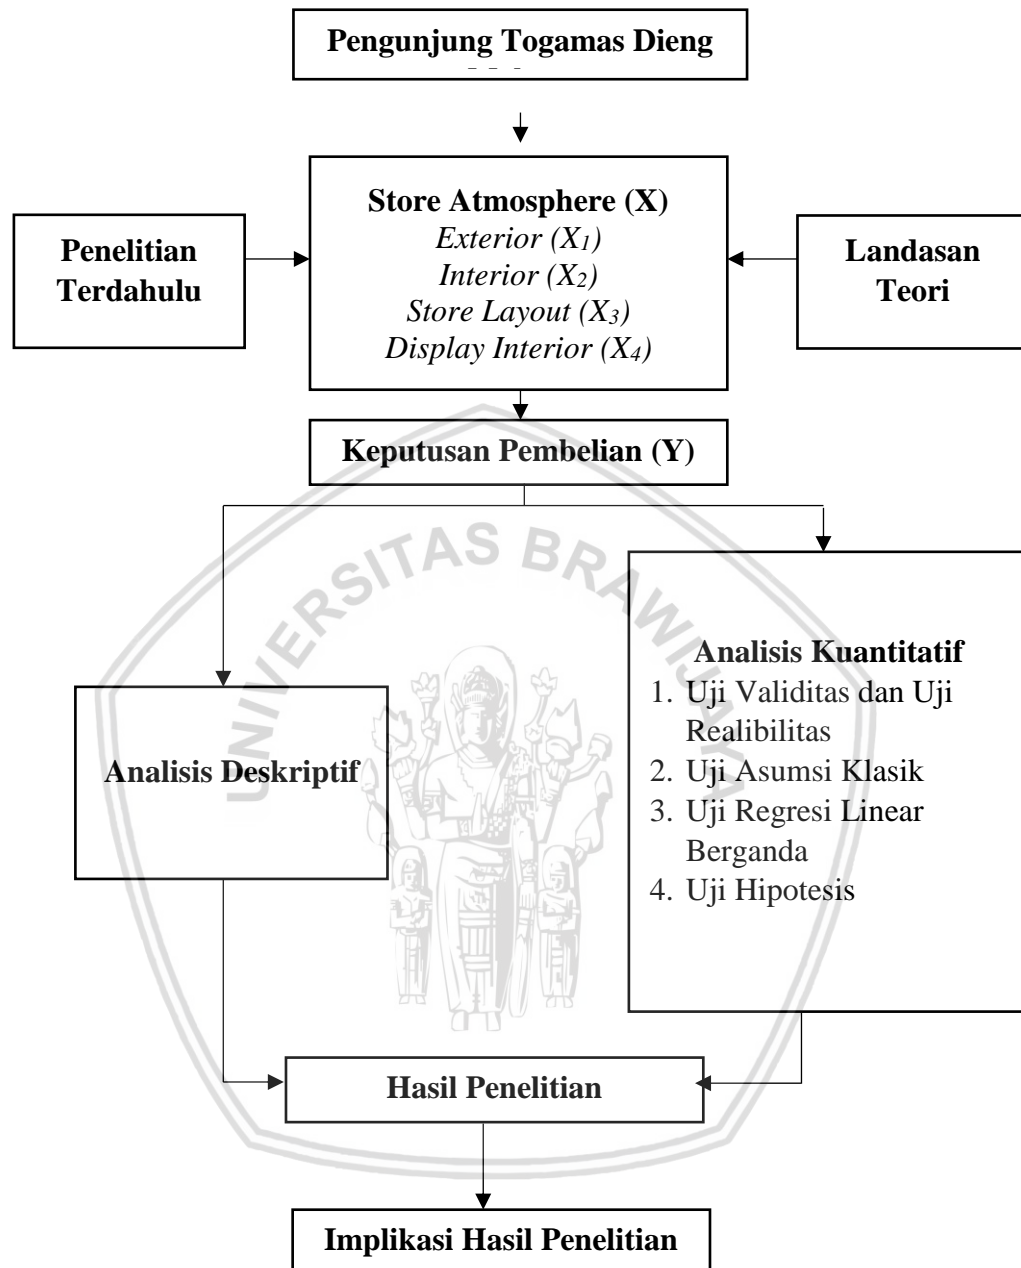 Pengunjung Togamas Dieng
Store Atmosphere (X)
Exterior (X₁)
Interior (X₂)
Store Layout (X₃)
Display Interior (X₄)
Penelitian
Terdahulu
Landasan
Teori
Keputusan Pembelian (Y)
UNIVERSITAS BRAWIJAYA
Analisis Deskriptif
Analisis Kuantitatif
1. Uji Validitas dan Uji
Realibilitas
2. Uji Asumsi Klasik
3. Uji Regresi Linear
Berganda
4. Uji Hipotesis
Hasil Penelitian
Implikasi Hasil Penelitian